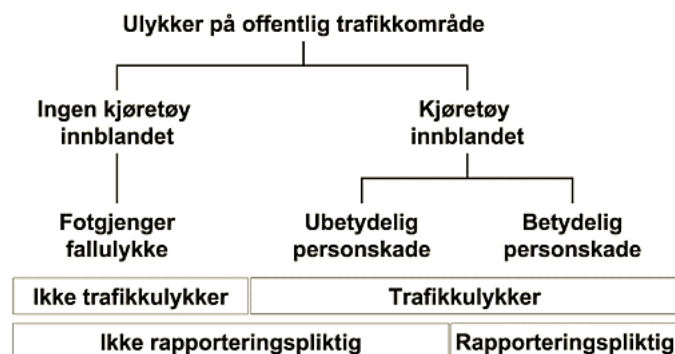 Ulykker på offentlig trafikkområde
Ingen kjøretøy
innblandet
Kjøretøy
innblandet
Fotgjenger
fallulykke
Ubetydelig
personskade
Betydelig
personskade
Ikke trafikkulykker
Trafikkulykker
Ikke rapporteringspliktig
Rapporteringspliktig